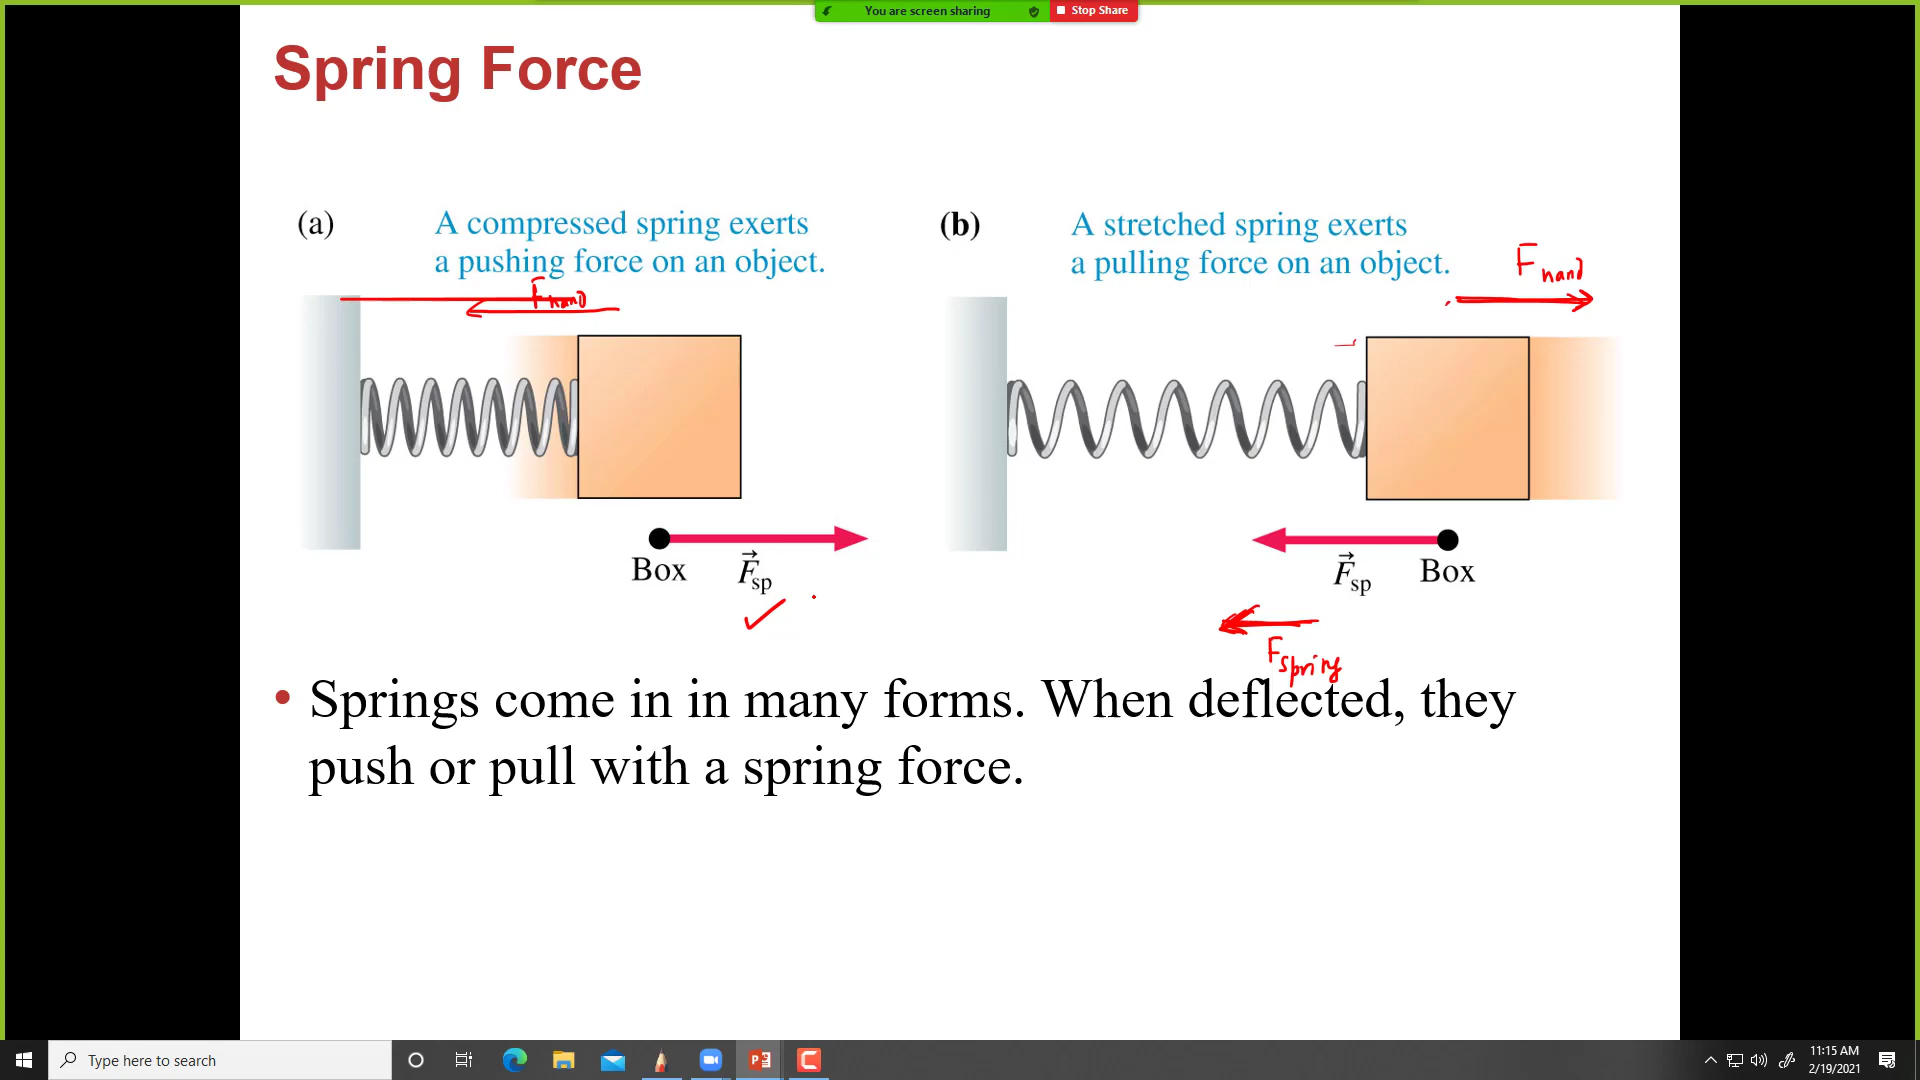 You are screen sharing
Stop Share
Spring Force
(a)
A compressed spring exerts
a pushing force on an object.
F hand
(b)
A stretched spring exerts
a pulling force on an object.
F hand
Box
F⃗sp
F⃗sp
Box
Fspring
• Springs come in in many forms. When deflected, they
push or pull with a spring force.
Type here to search
11:15 AM
2/19/2021